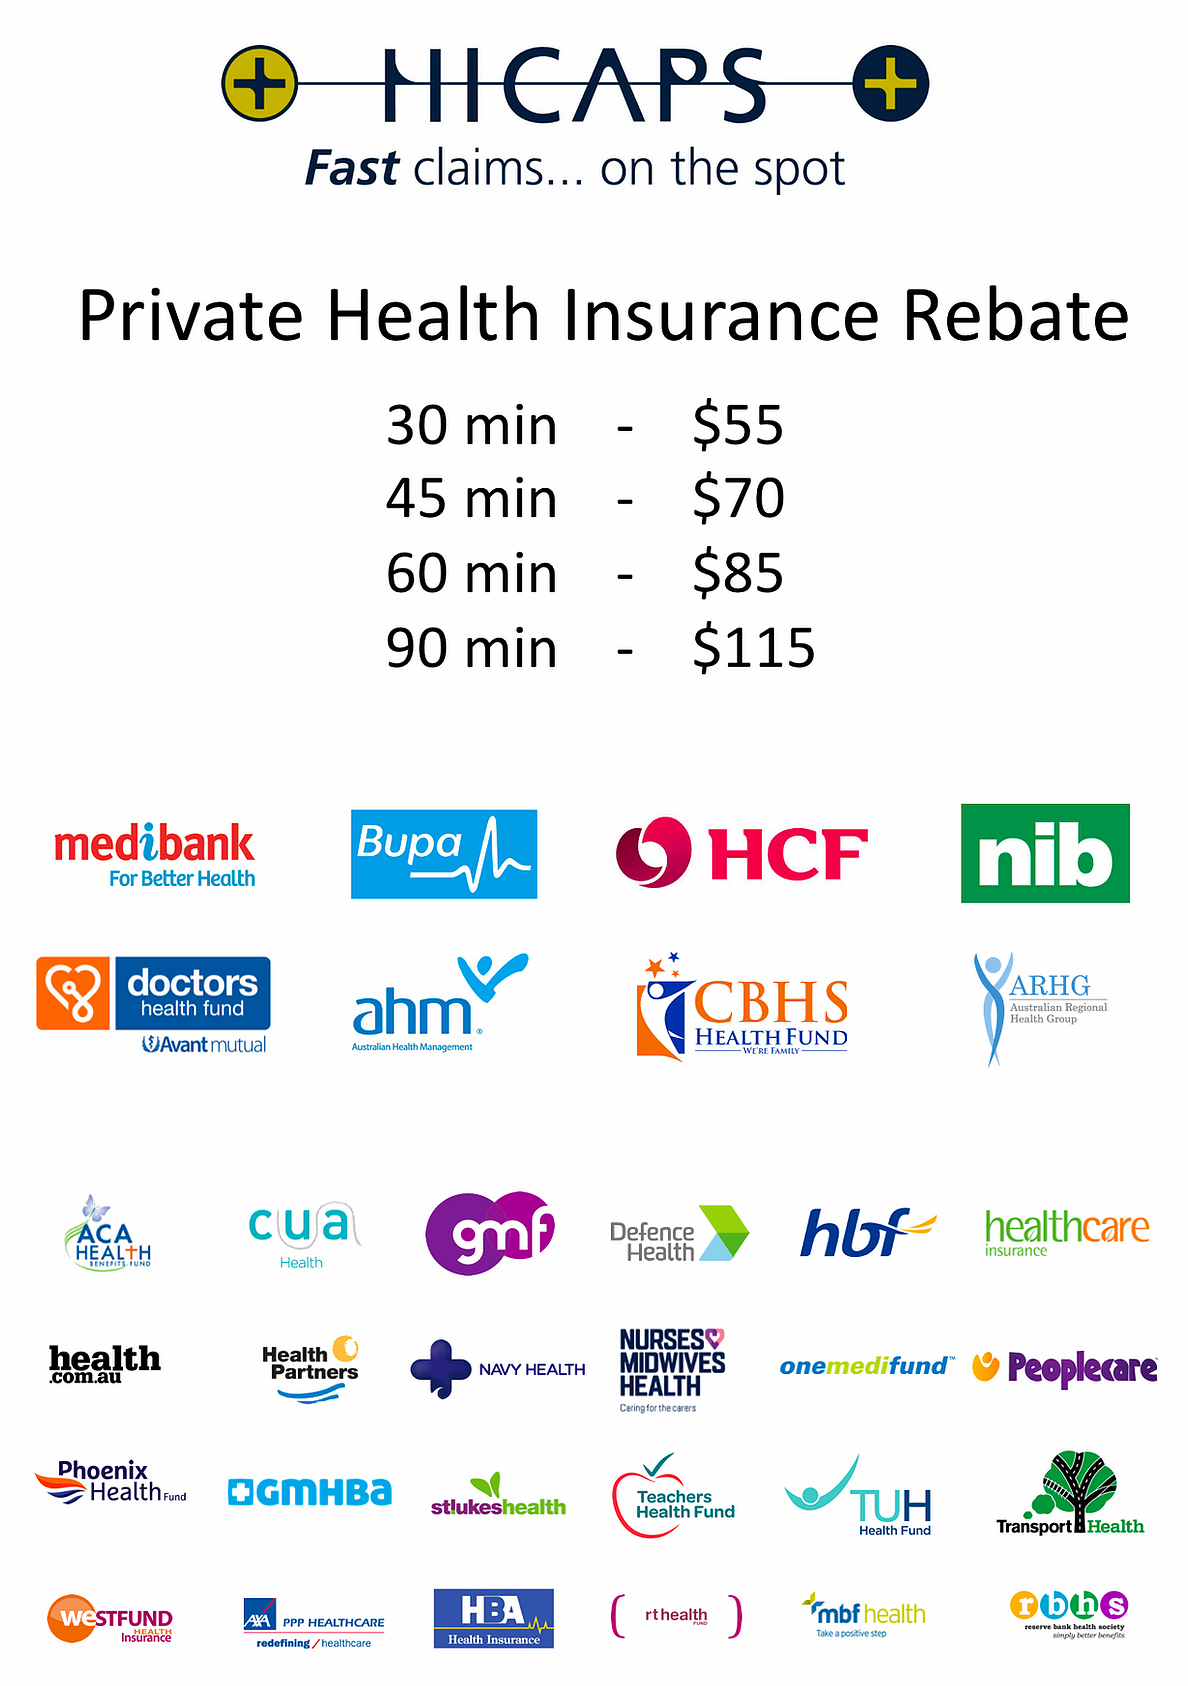 HICAPS
Fast claims... on the spot
Private Health Insurance Rebate
30 min - $55
45 min - $70
60 min - $85
90 min - $115
medibank
For Better Health
Bupa
HCF
nib
doctors
health fund
Avant mutual
ahm
Australian Health Management
CBHS
HEALTH FUND
WE'RE FAMILY
ARHG
Australian Regional
Health Group
ACA
HEALTH
BENEFITS FUND
cua
Health
gmf
Defence
Health
hbf
healthcare
insurance
health
.com.au
Health
Partners
NAVY HEALTH
NURSES
MIDWIVES
HEALTH
Caring for the carers
onemedifund™
Peoplecare
Phoenix
Health Fund
GMHBA
stlukeshealth
Teachers
Health Fund
TUH
Health Fund
Transport Health
weSTFUND
HEALTH
Insurance
AXA PPP HEALTHCARE
redefining / healthcare
HBA
Health Insurance
rt health
FUND
mbf health
Take a positive step
rbhs
reserve bank health society
simply better benefits